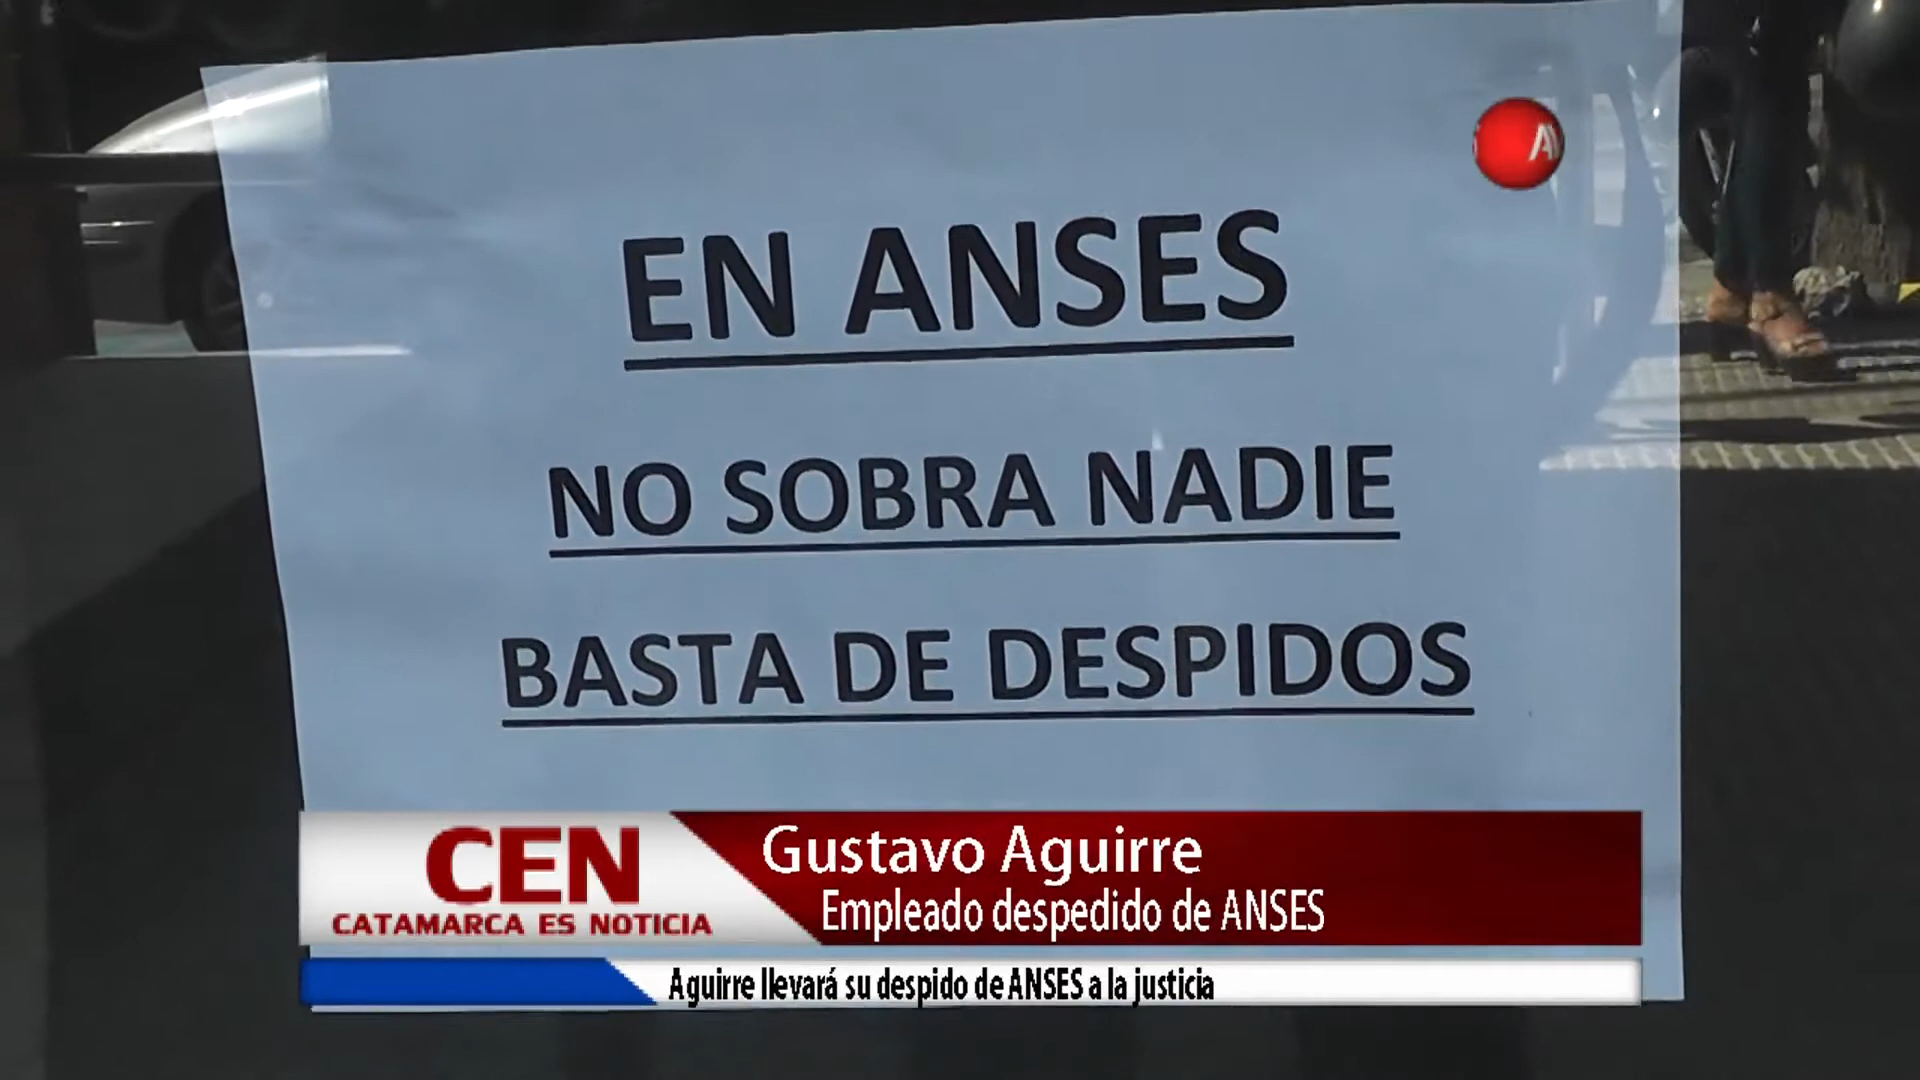 EN ANSES
NO SOBRA NADIE
BASTA DE DESPIDOS
CEN
CATAMARCA ES NOTICIA
Gustavo Aguirre
Empleado despedido de ANSES
Aguirre llevará su despido de ANSES a la justicia